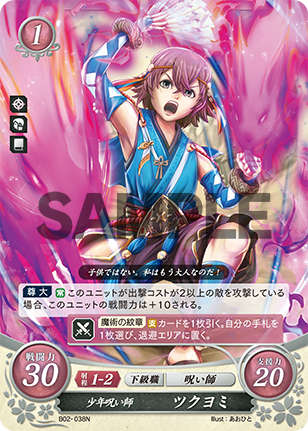 1
SAMPLE
子供ではない。私はもう大人なのだ！
尊大 常 このユニットが出撃コストが2以上の敵を攻撃している
場合、このユニットの戦闘力は+10される。
魔術の紋章 支 カードを1枚引く。自分の手札を
1枚選び、退避エリアに置く。
戦闘力 30 射程 1-2 下級職 呪い師 支援力 20
少年呪い師 ツクヨミ
B02-038N Illust：あおひと